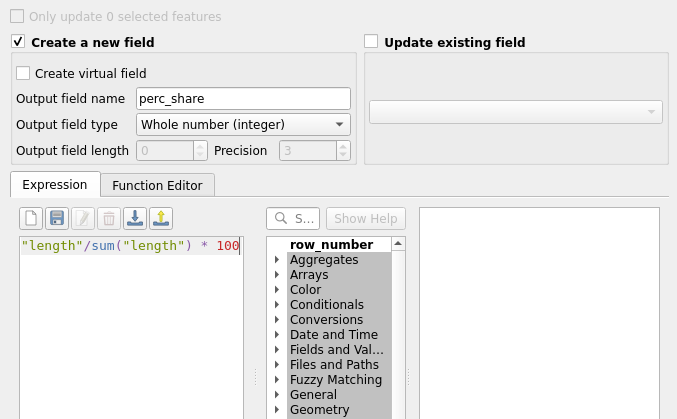 Only update 0 selected features
Create a new field
Update existing field
Create virtual field
Output field name perc_share
Output field type Whole number (integer)
Output field length 0 Precision 3
Expression Function Editor
S... Show Help
"length"/sum("length") * 100
row_number
Aggregates
Arrays
Color
Conditionals
Conversions
Date and Time
Fields and Val...
Files and Paths
Fuzzy Matching
General
Geometry